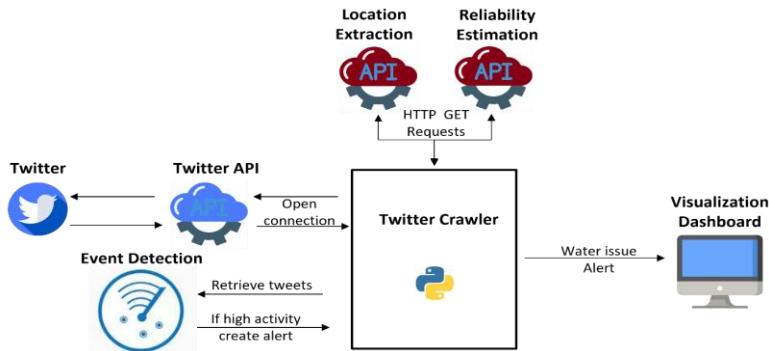 Location
Extraction
Reliability
Estimation
API
API
HTTP GET
Requests
Twitter
Twitter API
API
Open
connection
Twitter Crawler
Visualization
Dashboard
Water issue
Alert
Event Detection
Retrieve tweets
If high activity
create alert